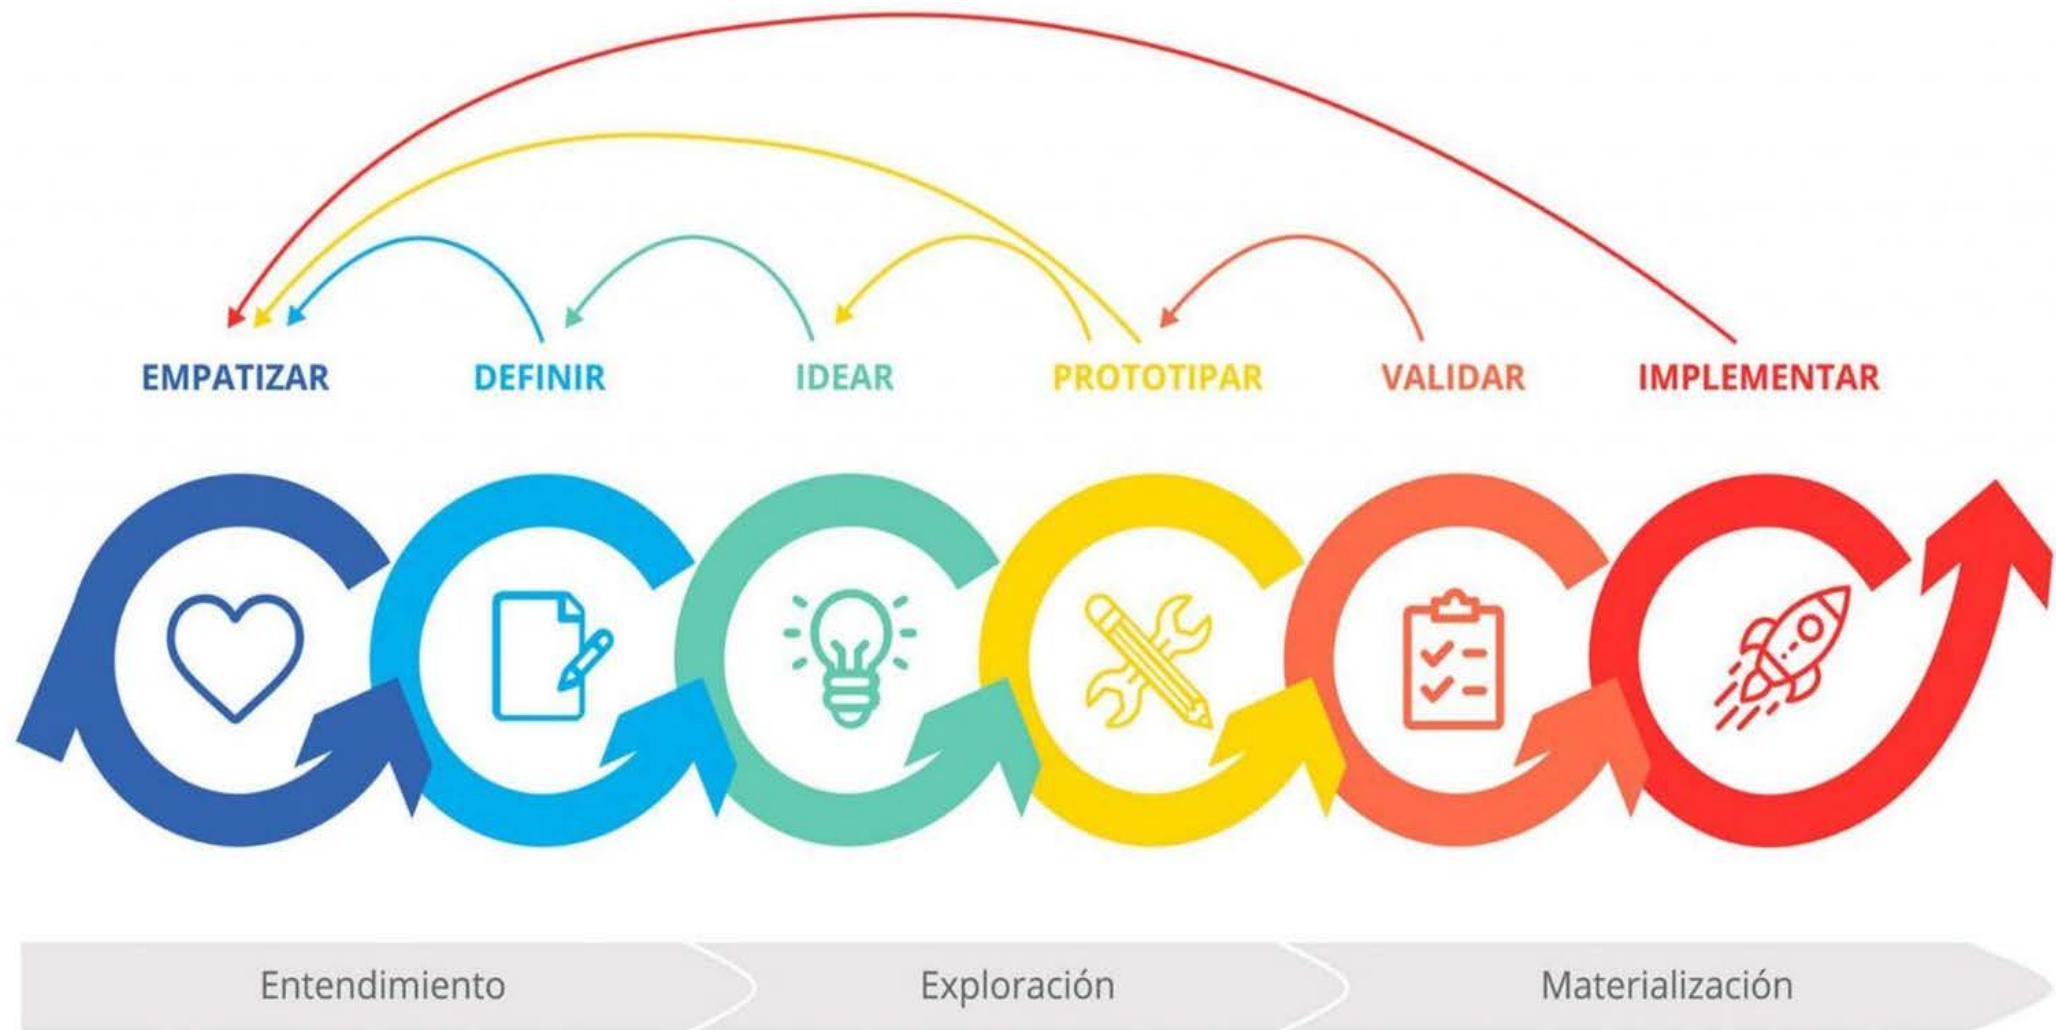 EMPATIZAR
DEFINIR
IDEAR
PROTOTIPAR
VALIDAR
IMPLEMENTAR
Entendimiento
Exploración
Materialización